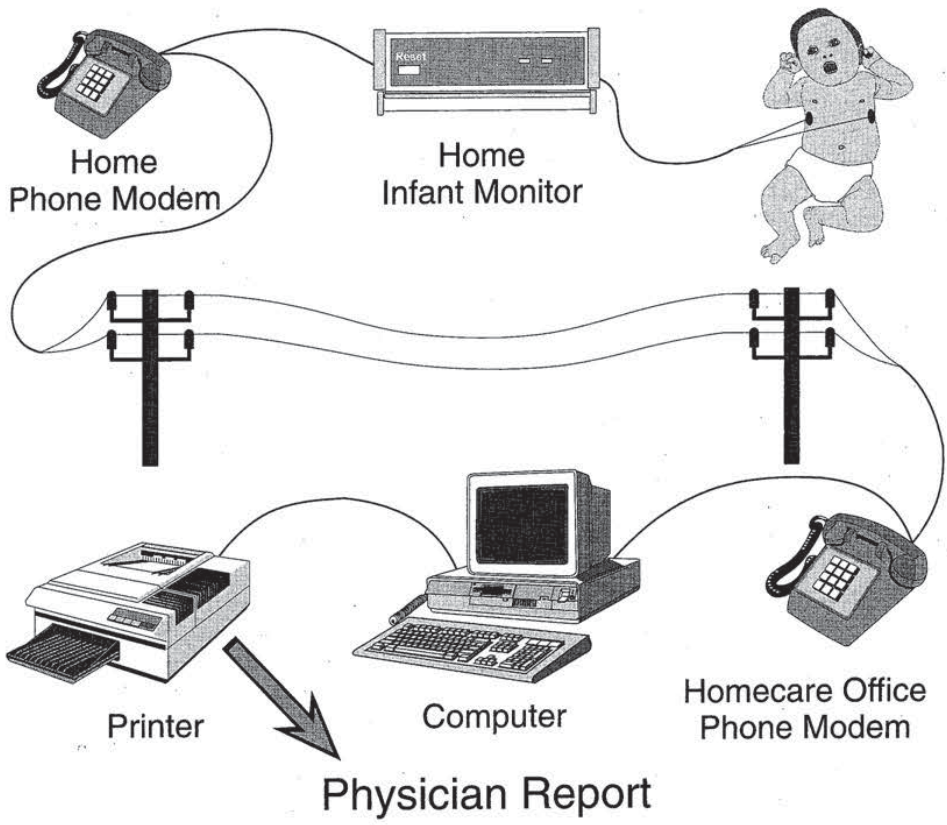 Reset
Home
Phone Modem
Home
Infant Monitor
Printer
Computer
Homecare Office
Phone Modem
Physician Report